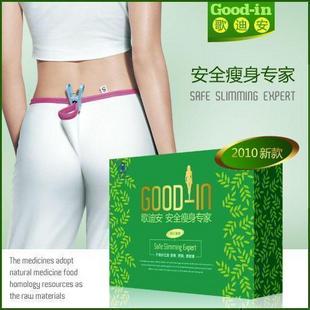 Good-in
歌迪安
安全瘦身专家
SAFE SLIMMING EXPERT
2010新款
GOOD-IN
歌迪安 安全瘦身专家
Safe Slimming Expert
The medicines adopt
natural medicine food
homology resources as
the raw materials